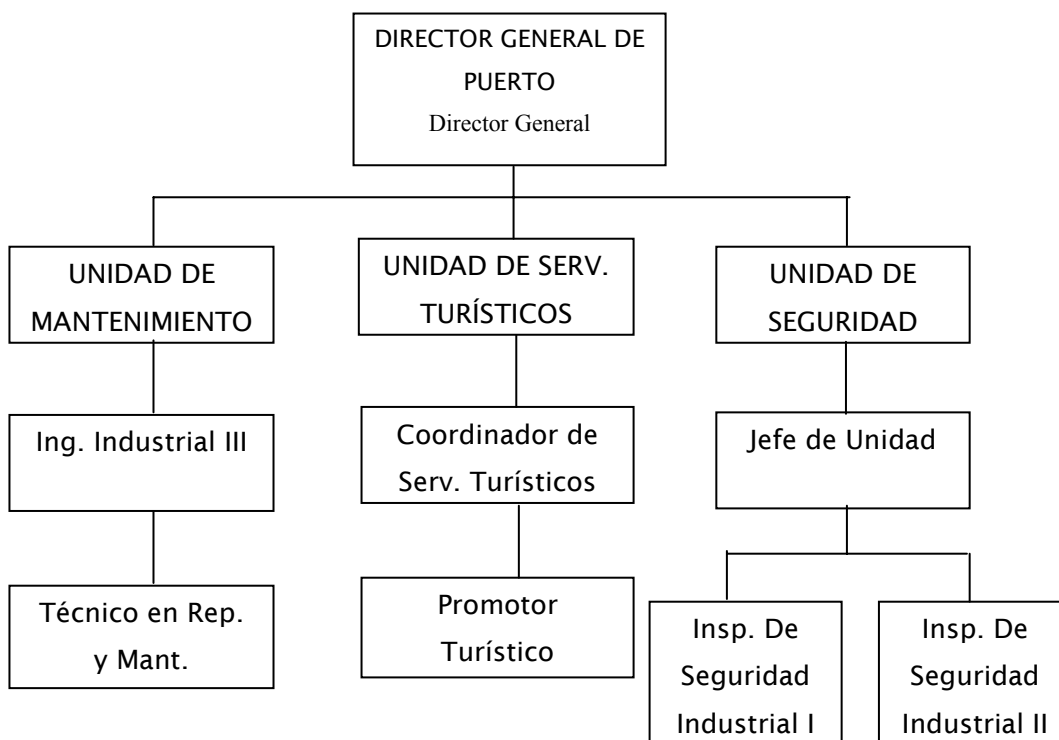 DIRECTOR GENERAL DE
PUERTO
Director General
UNIDAD DE
MANTENIMIENTO
UNIDAD DE SERV.
TURÍSTICOS
UNIDAD DE
SEGURIDAD
Ing. Industrial III
Coordinador de
Serv. Turísticos
Jefe de Unidad
Técnico en Rep.
y Mant.
Promotor
Turístico
Insp. De
Seguridad
Industrial I
Insp. De
Seguridad
Industrial II